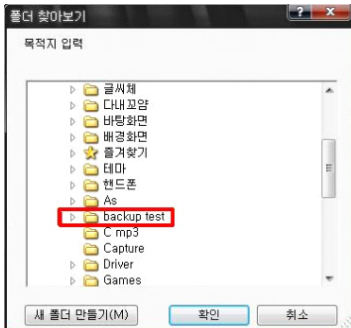 폴더 찾아보기
목적지 입력
글씨체
다내꼬얌
바탕화면
배경화면
즐겨찾기
테마
핸드폰
As
backup test
C mp3
Capture
Driver
Games
새 폴더 만들기(M)
확인
취소